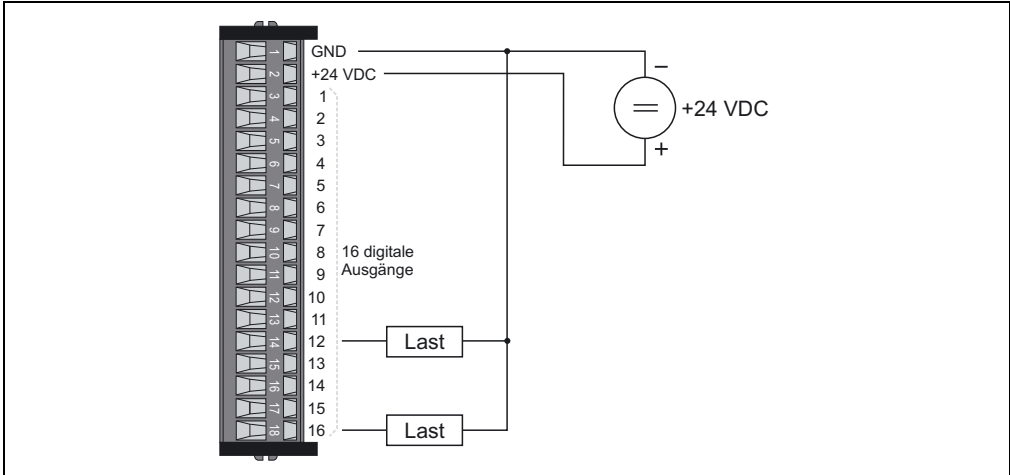 1 GND
2 +24 VDC
3 1
4 2
5 3
6 4
7 5
8 6
9 7
10 8
11 9
12 10
13 11
14 12
15 13
16 14
17 15
18 16
16 digitale
Ausgänge
Last
Last
–
+24 VDC
+